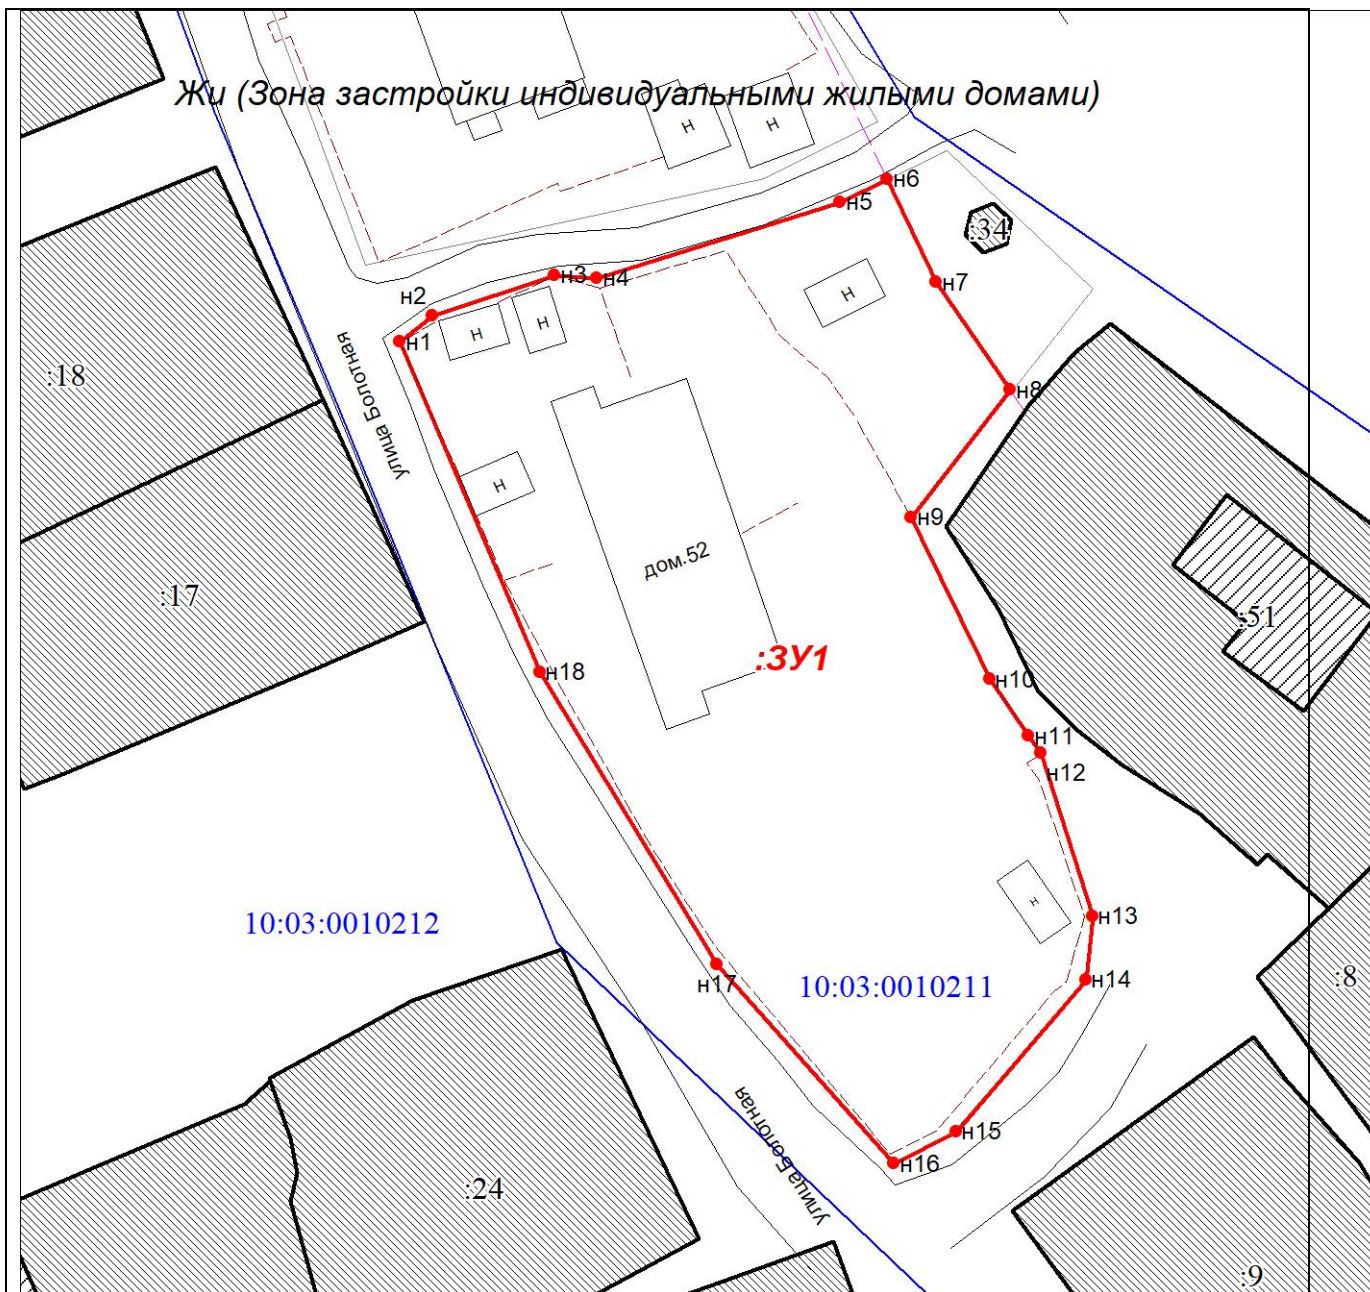 Жи (Зона застройки индивидуальными жилыми домами)
Н
Н
н6
н5
:34
н3
н4
н7
н2
Н
Н
Н
н1
улица Болотная
:18
н8
Н
н9
дом.52
:17
:51
:ЗУ1
н18
н10
н11
н12
Н
10:03:0010212
н13
н17
10:03:0010211
н14
:8
улица Болотная
н15
н16
:24
:9